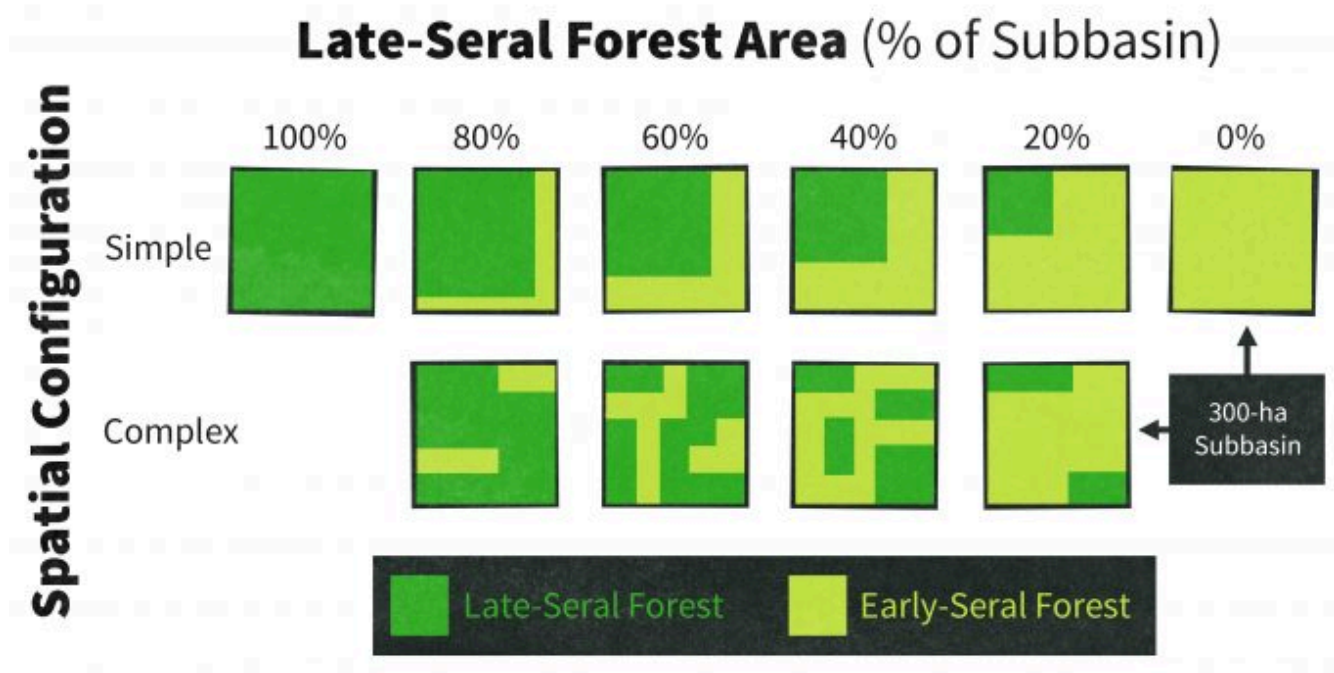 Late-Seral Forest Area (% of Subbasin)
Spatial Configuration
100%
80%
60%
40%
20%
0%
Simple
Complex
300-ha
Subbasin
Late-Seral Forest
Early-Seral Forest